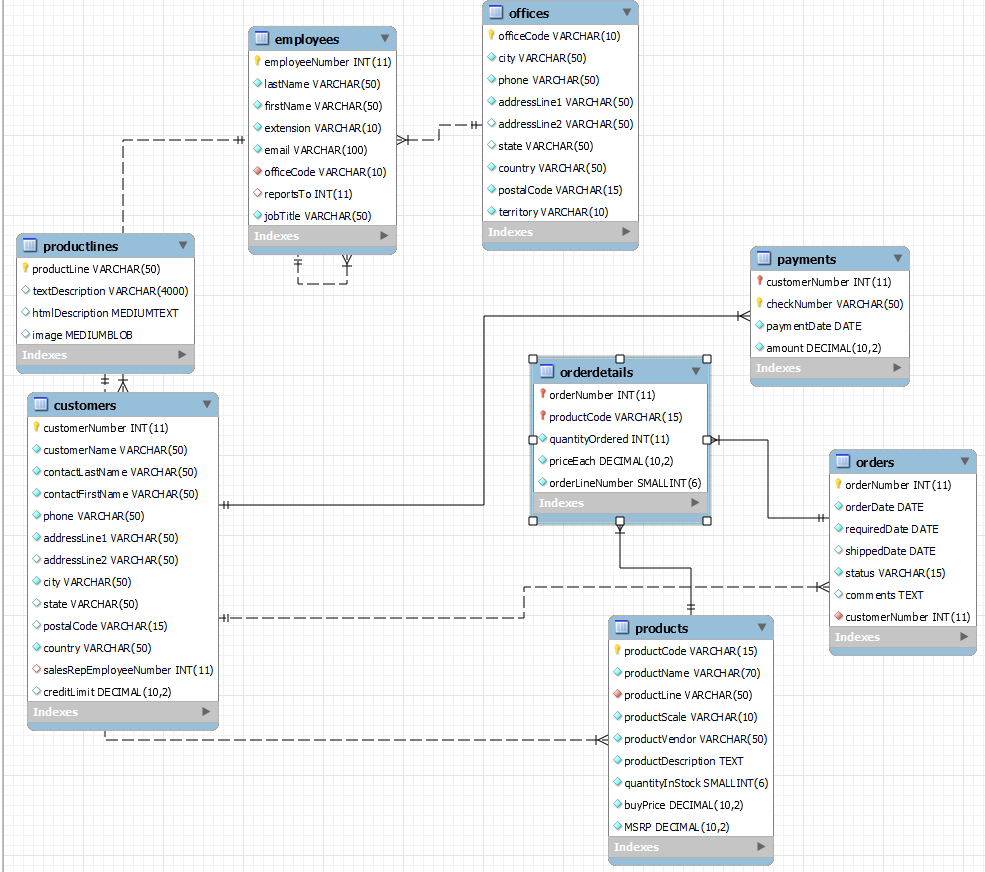 offices
officeCode VARCHAR(10)
city VARCHAR(50)
phone VARCHAR(50)
addressLine1 VARCHAR(50)
addressLine2 VARCHAR(50)
state VARCHAR(50)
country VARCHAR(50)
postalCode VARCHAR(15)
territory VARCHAR(10)
Indexes
employees
employeeNumber INT(11)
lastName VARCHAR(50)
firstName VARCHAR(50)
extension VARCHAR(10)
email VARCHAR(100)
officeCode VARCHAR(10)
reportsTo INT(11)
jobTitle VARCHAR(50)
Indexes
productlines
productLine VARCHAR(50)
textDescription VARCHAR(4000)
htmlDescription MEDIUMTEXT
image MEDIUMBLOB
Indexes
payments
customerNumber INT(11)
checkNumber VARCHAR(50)
paymentDate DATE
amount DECIMAL(10,2)
Indexes
orderdetails
orderNumber INT(11)
productCode VARCHAR(15)
quantityOrdered INT(11)
priceEach DECIMAL(10,2)
orderLineNumber SMALLINT(6)
Indexes
customers
customerNumber INT(11)
customerName VARCHAR(50)
contactLastName VARCHAR(50)
contactFirstName VARCHAR(50)
phone VARCHAR(50)
addressLine1 VARCHAR(50)
addressLine2 VARCHAR(50)
city VARCHAR(50)
state VARCHAR(50)
postalCode VARCHAR(15)
country VARCHAR(50)
salesRepEmployeeNumber INT(11)
creditLimit DECIMAL(10,2)
Indexes
orders
orderNumber INT(11)
orderDate DATE
requiredDate DATE
shippedDate DATE
status VARCHAR(15)
comments TEXT
customerNumber INT(11)
Indexes
products
productCode VARCHAR(15)
productName VARCHAR(70)
productLine VARCHAR(50)
productScale VARCHAR(10)
productVendor VARCHAR(50)
productDescription TEXT
quantityInStock SMALLINT(6)
buyPrice DECIMAL(10,2)
MSRP DECIMAL(10,2)
Indexes